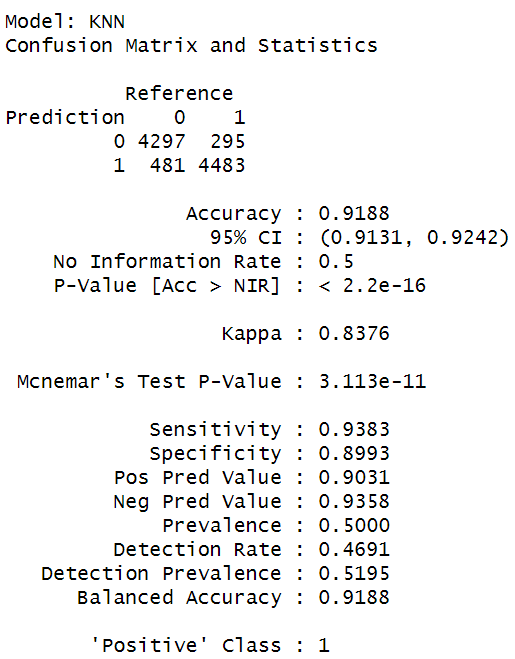 Model: KNN
Confusion Matrix and Statistics

          Reference
Prediction    0    1
         0 4297  295
         1  481 4483

               Accuracy : 0.9188
                 95% CI : (0.9131, 0.9242)
    No Information Rate : 0.5
    P-Value [Acc > NIR] : < 2.2e-16

                  Kappa : 0.8376

 Mcnemar's Test P-Value : 3.113e-11

            Sensitivity : 0.9383
            Specificity : 0.8993
         Pos Pred Value : 0.9031
         Neg Pred Value : 0.9358
             Prevalence : 0.5000
         Detection Rate : 0.4691
   Detection Prevalence : 0.5195
      Balanced Accuracy : 0.9188

       'Positive' Class : 1